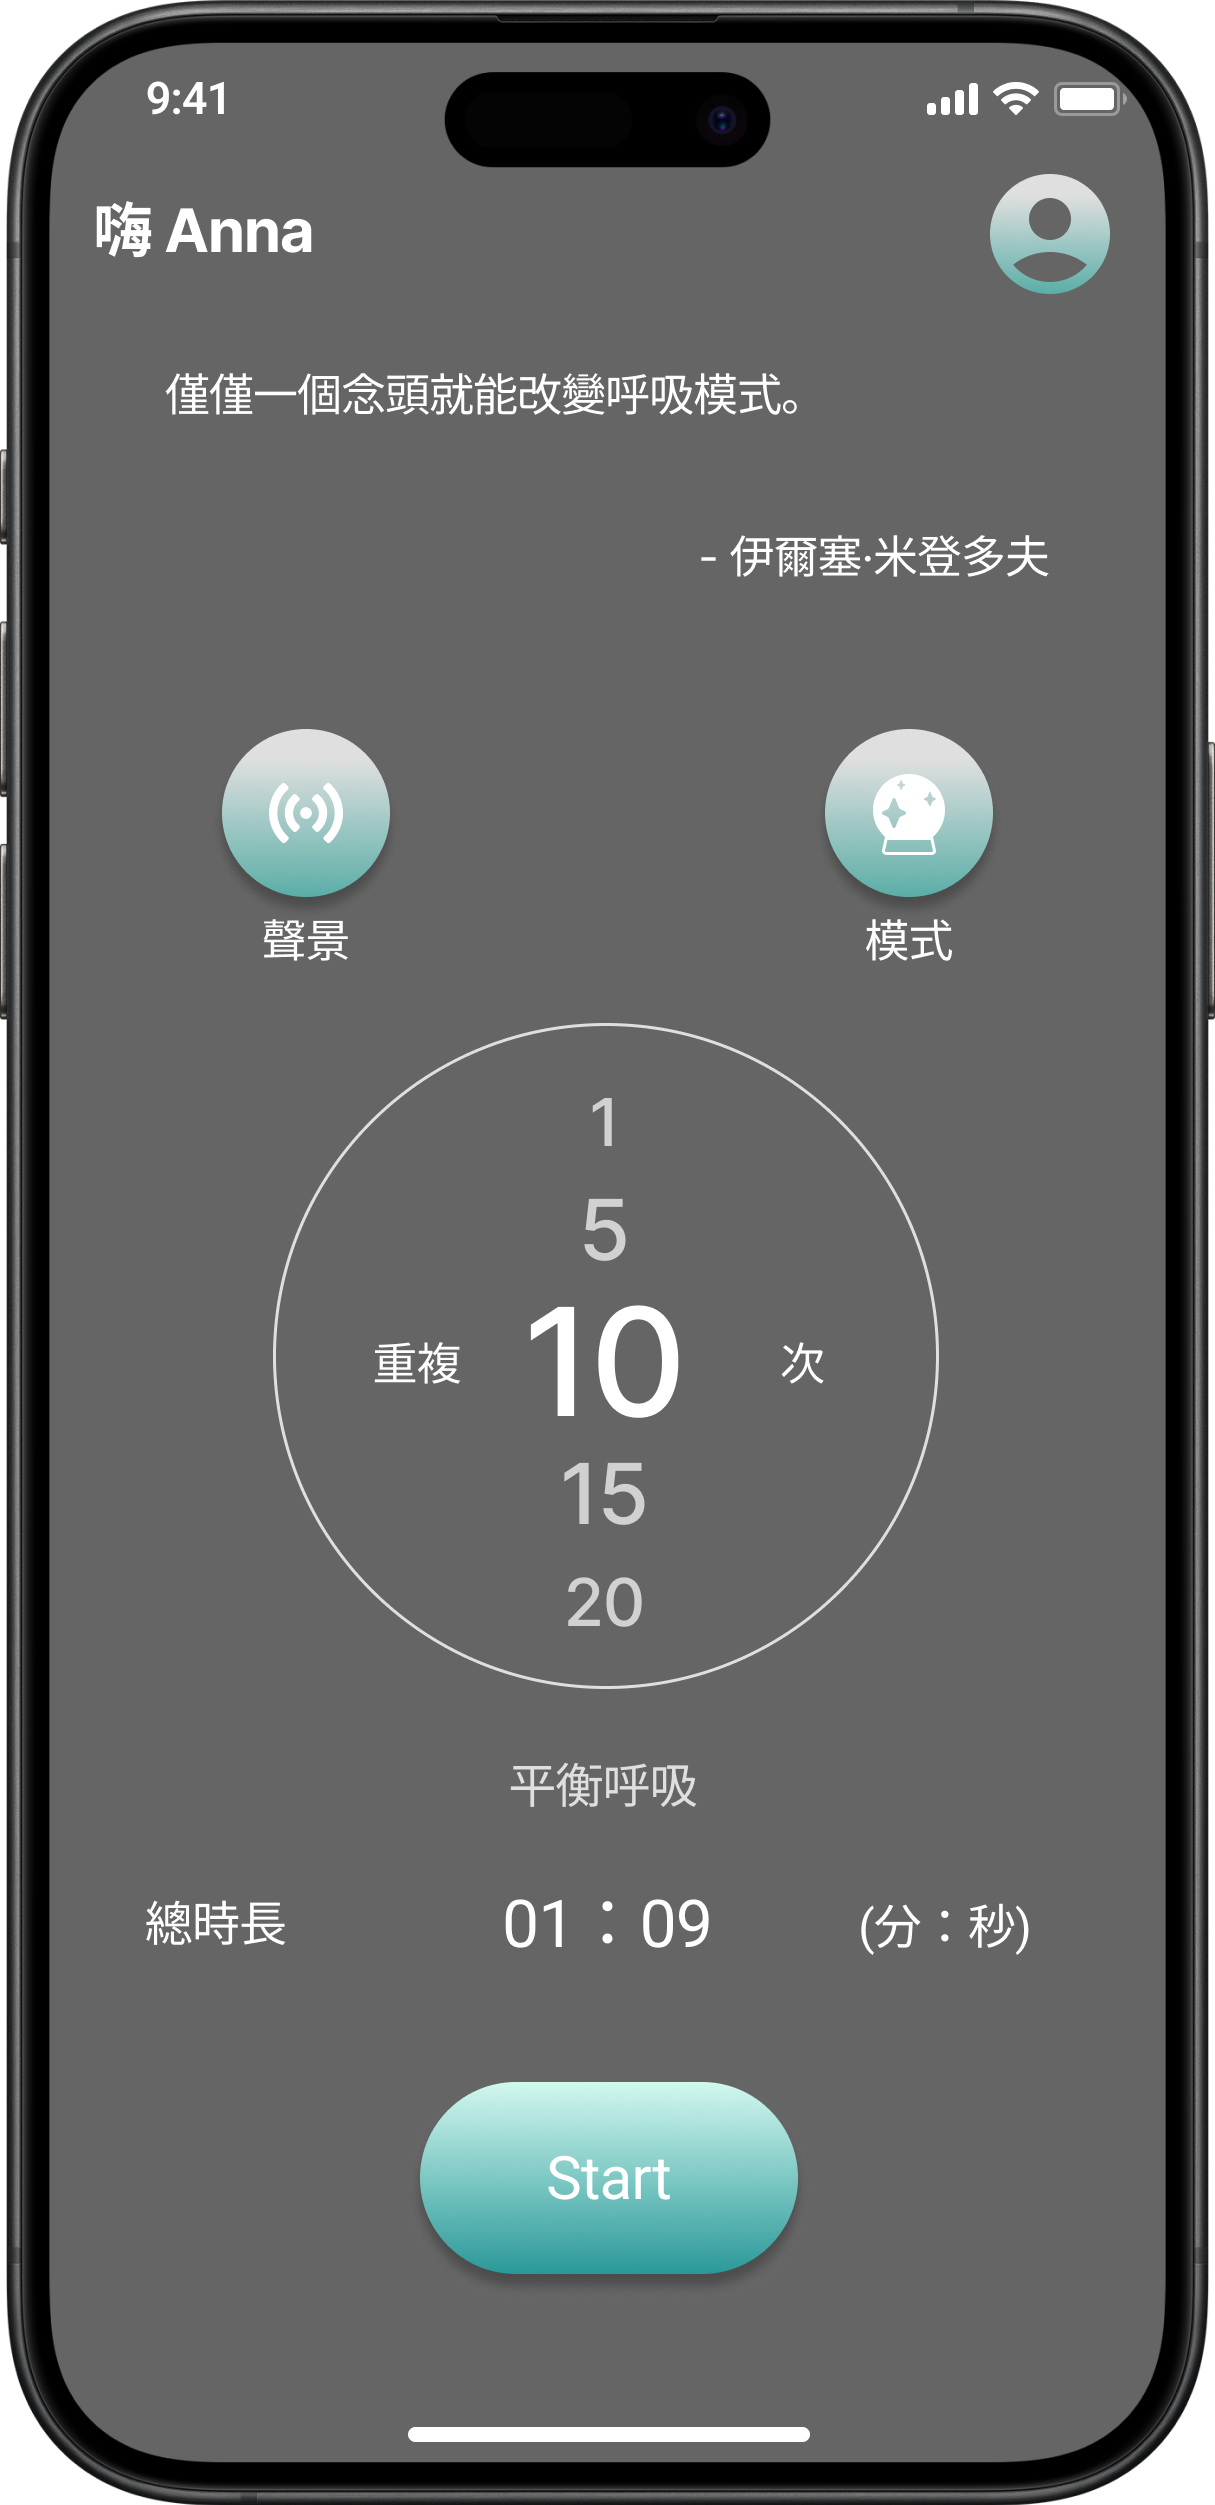 9:41
嗨 Anna
僅僅一個念頭就能改變呼吸模式。
- 伊爾塞·米登多夫
聲景
模式
1
5
重複 10 次
15
20
平衡呼吸
總時長 01 : 09 (分 : 秒)
Start